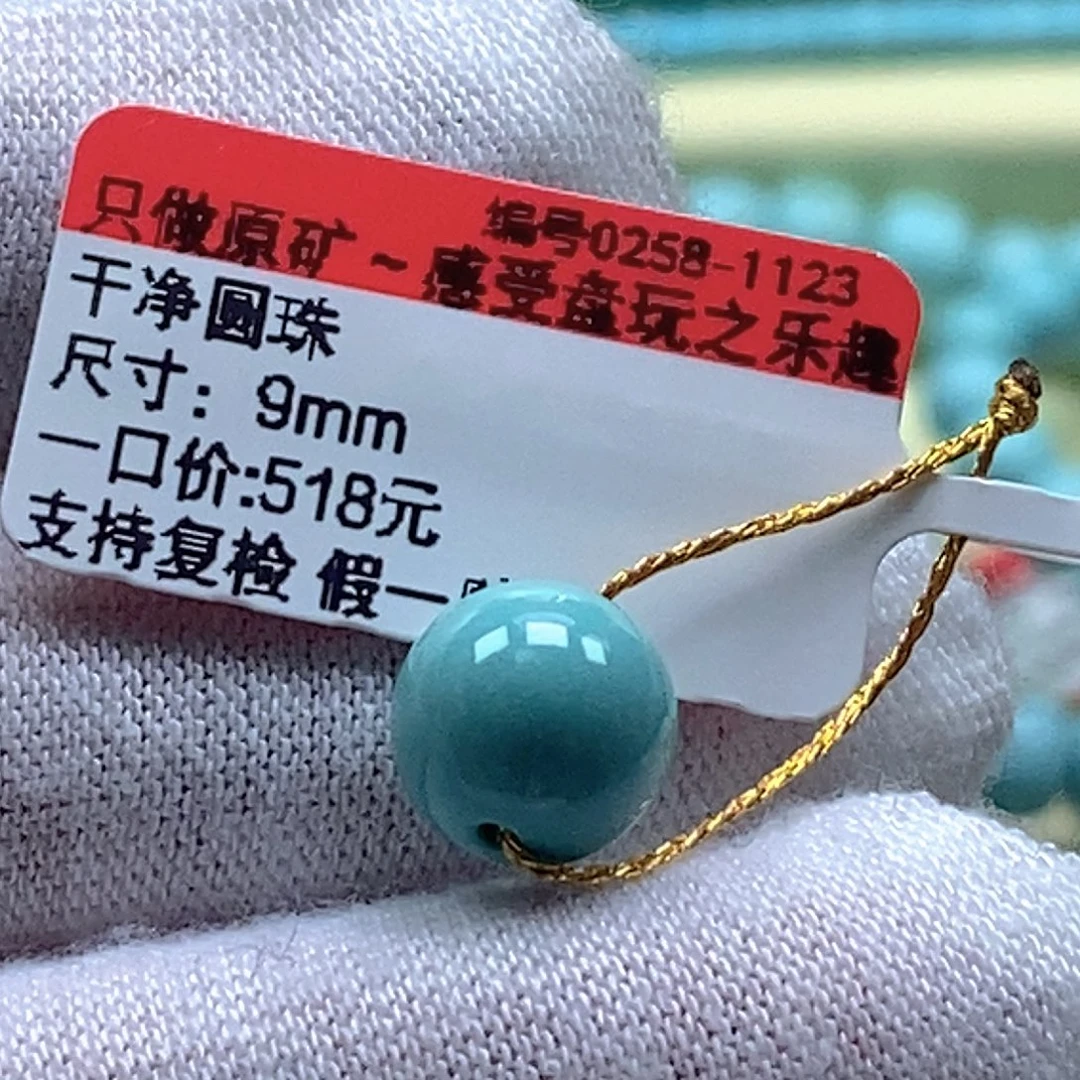 编号0258-1123
只做原矿~感受盘玩之乐趣
干净圆珠
尺寸：9mm
一口价:518元
支持复检 假一